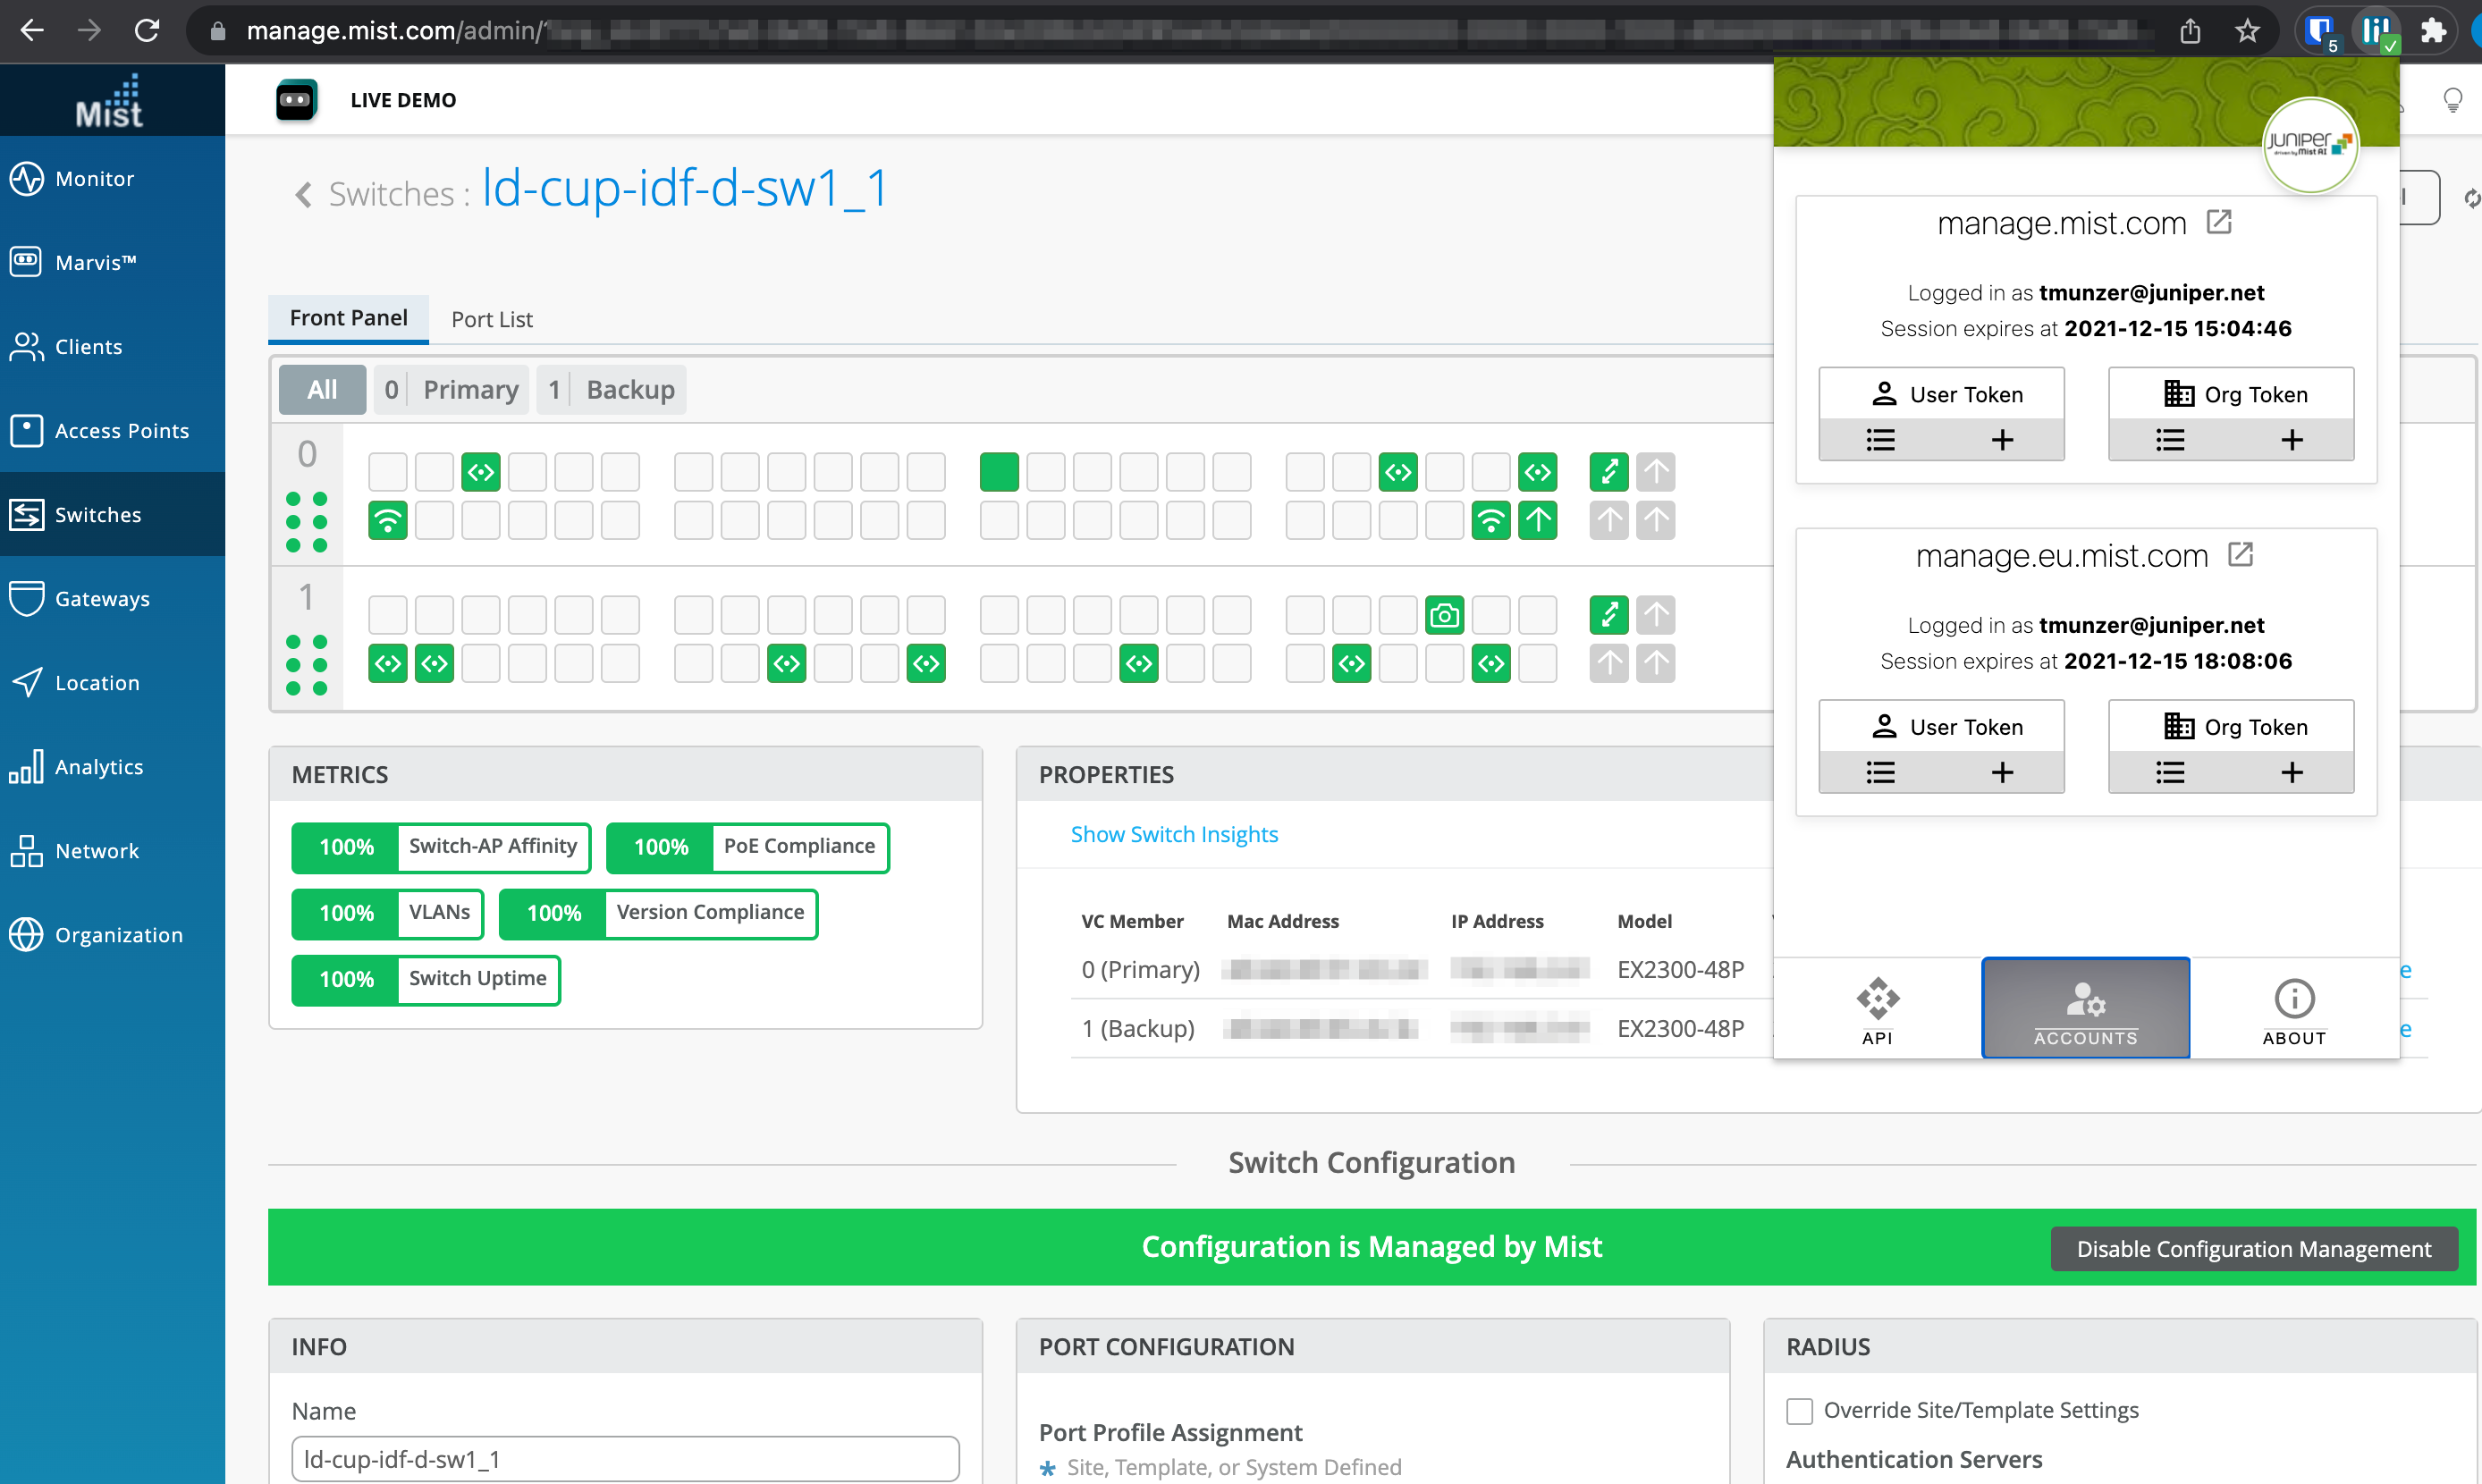 manage.mist.com/admin/
5
Mist
LIVE DEMO
Monitor
Marvis™
Clients
Access Points
Switches
Gateways
Location
Analytics
Network
Organization
Switches : ld-cup-idf-d-sw1_1
Front Panel
Port List
All
0 Primary
1 Backup
0
1
METRICS
100% Switch-AP Affinity
100% PoE Compliance
100% VLANs
100% Version Compliance
100% Switch Uptime
PROPERTIES
Show Switch Insights
VC Member Mac Address IP Address Model
0 (Primary) EX2300-48P
1 (Backup) EX2300-48P
Switch Configuration
Configuration is Managed by Mist
Disable Configuration Management
INFO
Name
ld-cup-idf-d-sw1_1
PORT CONFIGURATION
Port Profile Assignment
* Site, Template, or System Defined
RADIUS
Override Site/Template Settings
Authentication Servers
juniper
driven by Mist AI
manage.mist.com
Logged in as tmunzer@juniper.net
Session expires at 2021-12-15 15:04:46
User Token
Org Token
manage.eu.mist.com
Logged in as tmunzer@juniper.net
Session expires at 2021-12-15 18:08:06
User Token
Org Token
API
ACCOUNTS
ABOUT